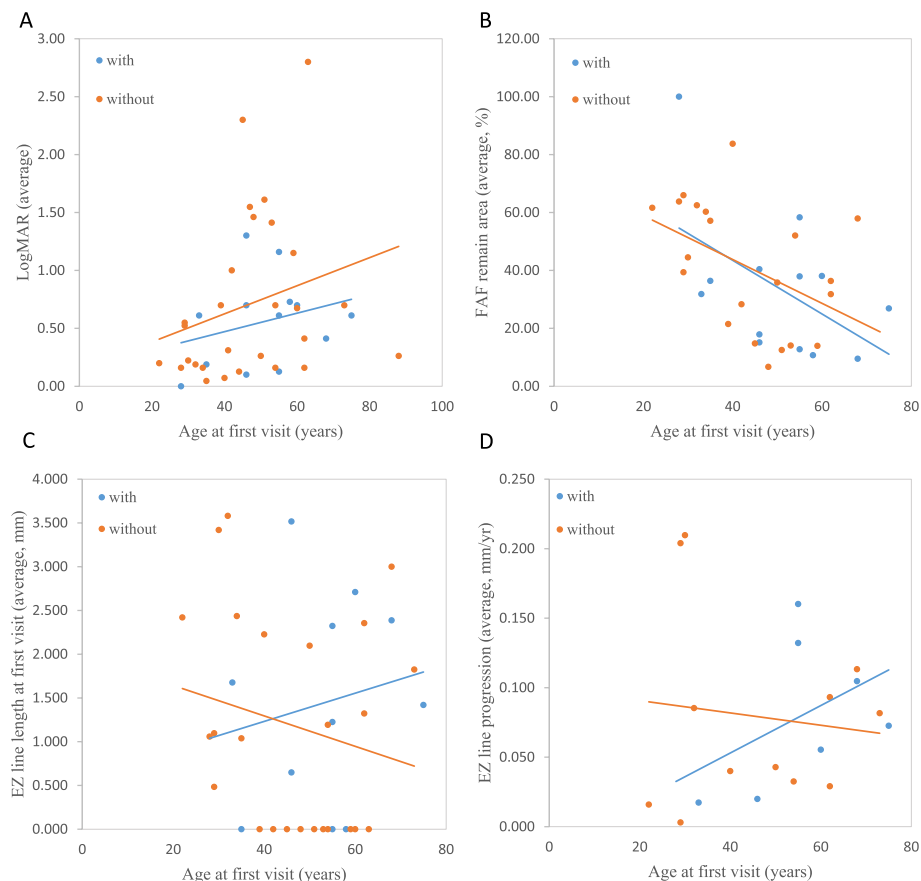 A
3.00
2.50
2.00
1.50
1.00
0.50
0.00
0 20 40 60 80 100
LogMAR (average)
Age at first visit (years)
with
without
B
120.00
100.00
80.00
60.00
40.00
20.00
0.00
0 20 40 60 80
FAF remain area (average, %)
Age at first visit (years)
with
without
C
4.000
3.500
3.000
2.500
2.000
1.500
1.000
0.500
0.000
0 20 40 60 80
EZ line length at first visit (average, mm)
Age at first visit (years)
with
without
D
0.250
0.200
0.150
0.100
0.050
0.000
0 20 40 60 80
EZ line progression (average, mm/yr)
Age at first visit (years)
with
without